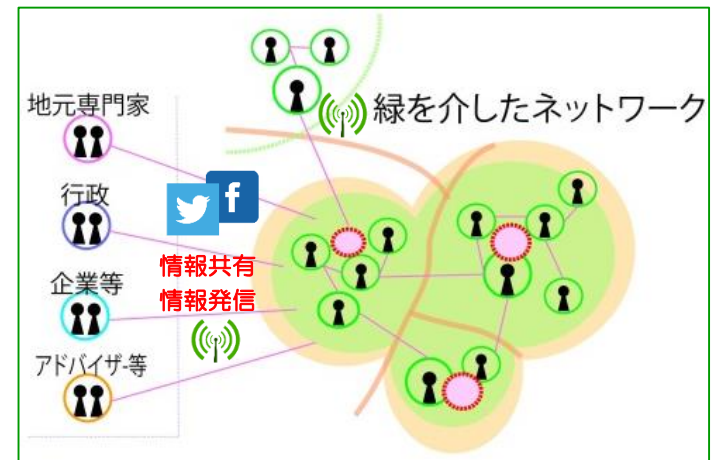 緑を介したネットワーク
地元専門家
行政
f
情報共有
企業等
情報発信
アドバイザ-等